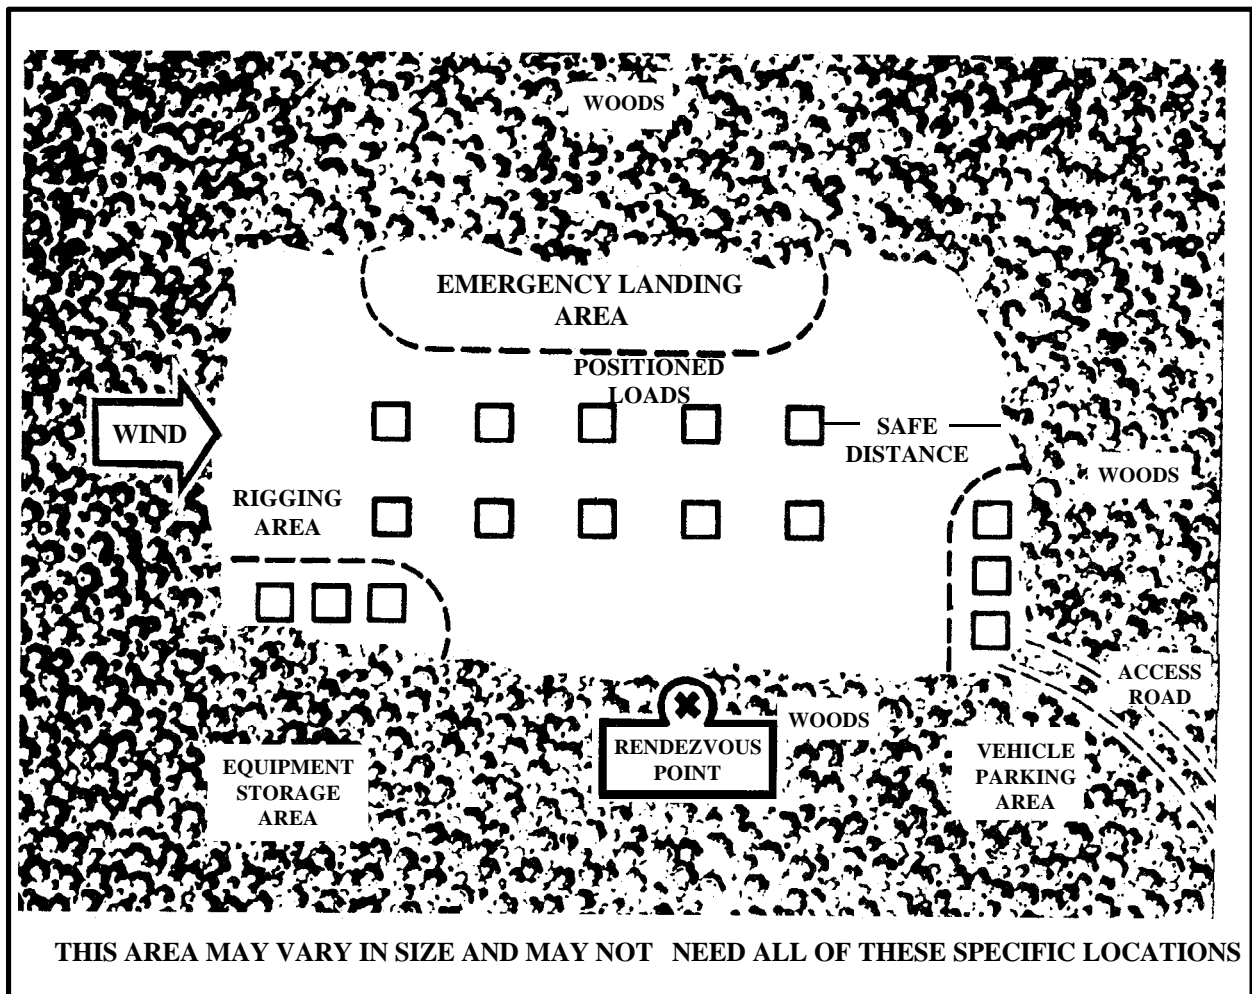 WOODS
EMERGENCY LANDING
AREA
POSITIONED
LOADS
WIND
SAFE
DISTANCE
WOODS
RIGGING
AREA
ACCESS
ROAD
WOODS
RENDEZVOUS
POINT
EQUIPMENT
STORAGE
AREA
VEHICLE
PARKING
AREA
THIS AREA MAY VARY IN SIZE AND MAY NOT NEED ALL OF THESE SPECIFIC LOCATIONS